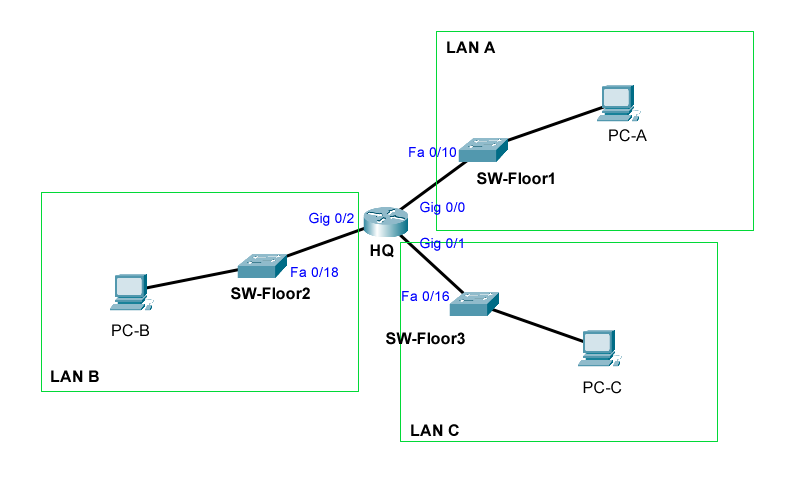 LAN A
PC-A
Fa 0/10
SW-Floor1
Gig 0/0
Gig 0/2
HQ
Gig 0/1
Fa 0/18
SW-Floor2
Fa 0/16
PC-B
SW-Floor3
LAN B
PC-C
LAN C